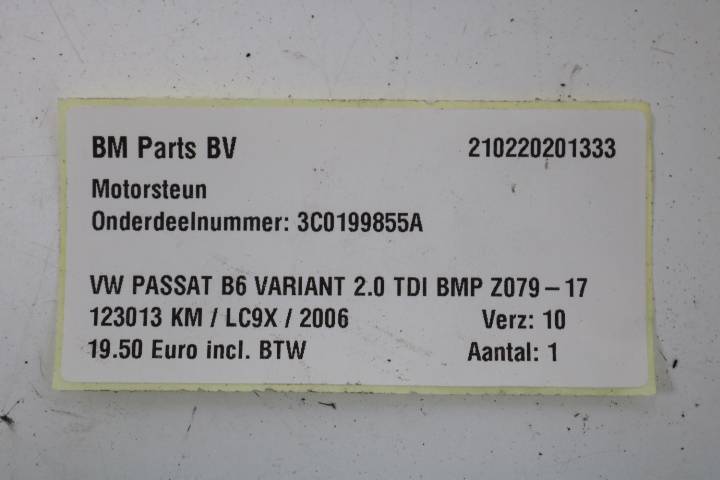 BM Parts BV 210220201333
Motorsteun
Onderdeelnummer: 3C0199855A
VW PASSAT B6 VARIANT 2.0 TDI BMP Z079-17
123013 KM / LC9X / 2006 Verz: 10
19.50 Euro incl. BTW Aantal: 1